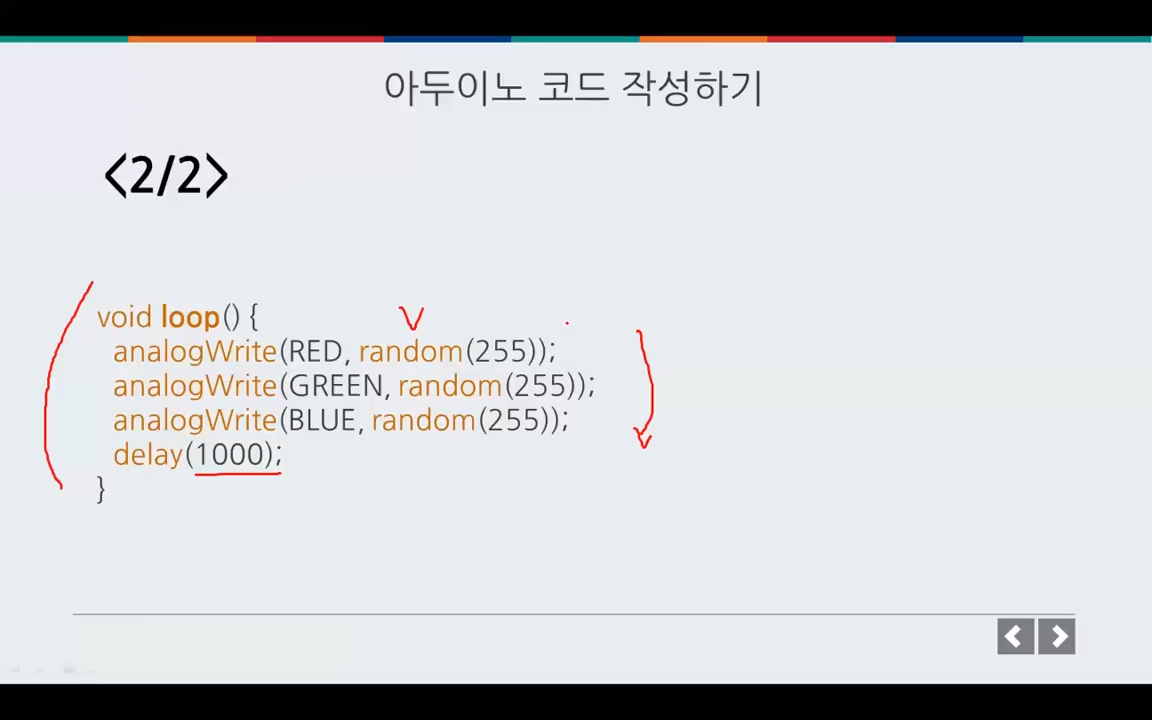 아두이노 코드 작성하기
<2/2>
void loop() {
analogWrite(RED, random(255));
analogWrite(GREEN, random(255));
analogWrite(BLUE, random(255));
delay(1000);
}